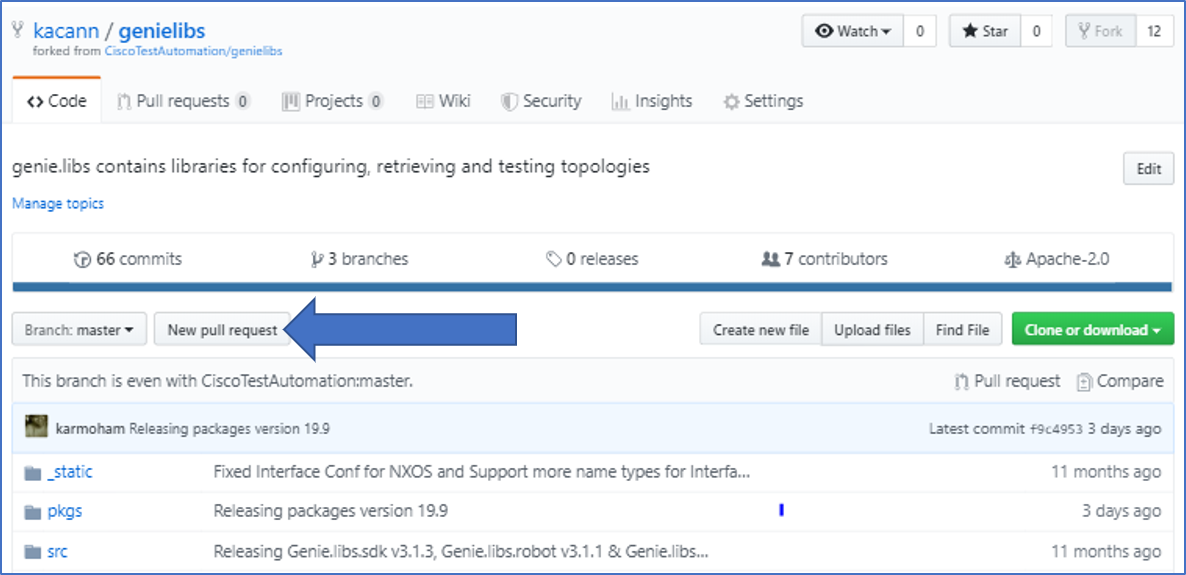 kacann / genielibs
forked from CiscoTestAutomation/genielibs
Watch 0 Star 0 Fork 12
Code Pull requests 0 Projects 0 Wiki Security Insights Settings
genie.libs contains libraries for configuring, retrieving and testing topologies
Edit
Manage topics
66 commits 3 branches 0 releases 7 contributors Apache-2.0
Branch: master New pull request Create new file Upload files Find File Clone or download
This branch is even with CiscoTestAutomation:master. Pull request Compare
karmoham Releasing packages version 19.9 Latest commit f9c4953 3 days ago
_static Fixed Interface Conf for NXOS and Support more name types for Interfa... 11 months ago
pkgs Releasing packages version 19.9 3 days ago
src Releasing Genie.libs.sdk v3.1.3, Genie.libs.robot v3.1.1 & Genie.libs... 11 months ago